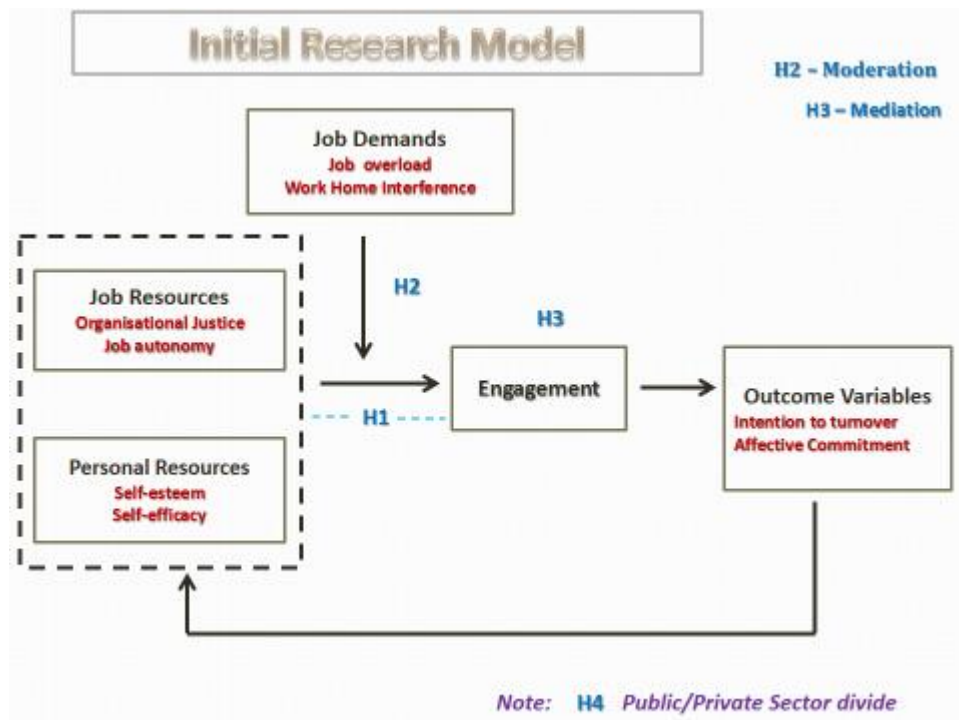 Initial Research Model
H2 – Moderation
H3 – Mediation
Job Demands
Job overload
Work Home Interference
H2
Job Resources
Organisational Justice
Job autonomy
H3
Engagement
H1
Outcome Variables
Intention to turnover
Affective Commitment
Personal Resources
Self-esteem
Self-efficacy
Note: H4 Public/Private Sector divide